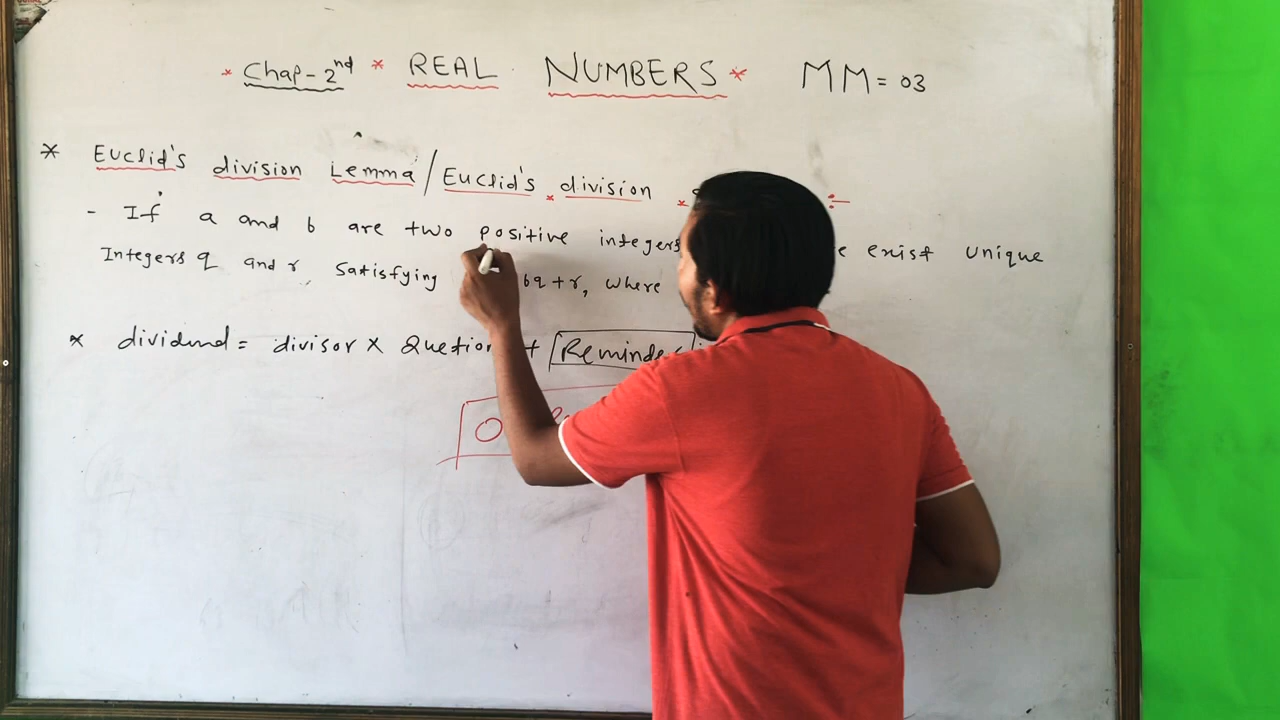 * Chap-2nd * REAL NUMBERS * MM = 03
* Euclid's division Lemma / Euclid's division :-
- If a and b are two positive integers exist unique
Integers q and r, Satisfying bq + r, where
* dividend = divisor x Quetion + Reminder